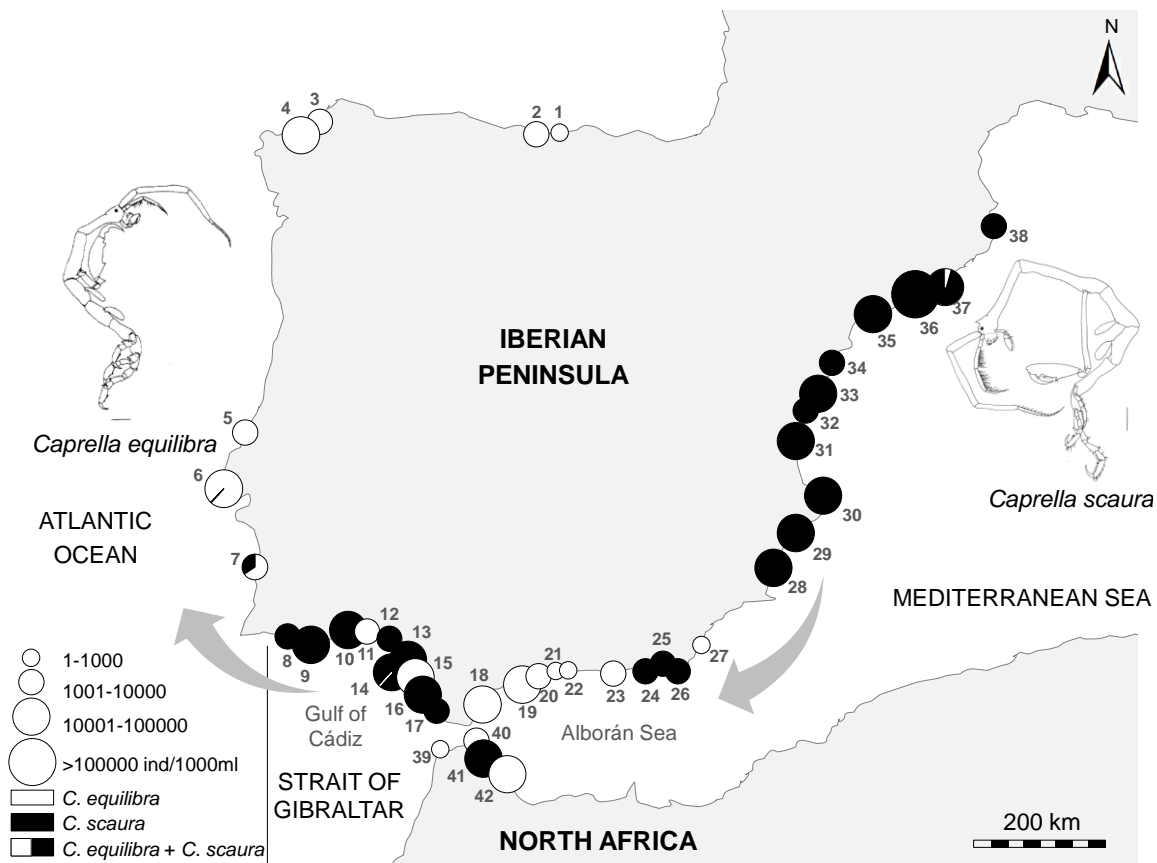 N
4
3
2
1
38
37
36
35
IBERIAN
PENINSULA
34
33
32
31
5
Caprella equilibra
6
Caprella scaura
30
ATLANTIC
OCEAN
29
7
28
MEDITERRANEAN SEA
12
13
8
10
11
15
9
14
16
17
18
21
19
20
22
23
25
24
26
27
Gulf of
Cádiz
Alborán Sea
40
39
41
42
STRAIT OF
GIBRALTAR
NORTH AFRICA
1-1000
1001-10000
10001-100000
>100000 ind/1000ml
C. equilibra
C. scaura
C. equilibra + C. scaura
200 km